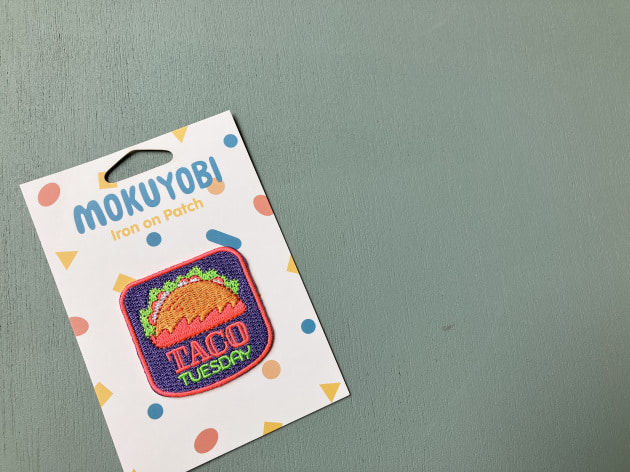 MOKUYOBI
Iron on Patch
TACO
TUESDAY